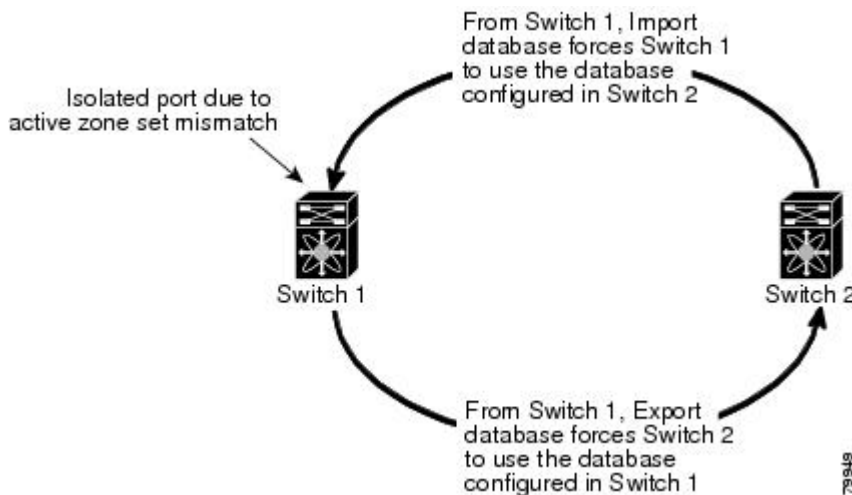 From Switch 1, Import
database forces Switch 1
to use the database
configured in Switch 2
Isolated port due to
active zone set mismatch
Switch 1
Switch 2
From Switch 1, Export
database forces Switch 2
to use the database
configured in Switch 1
79949